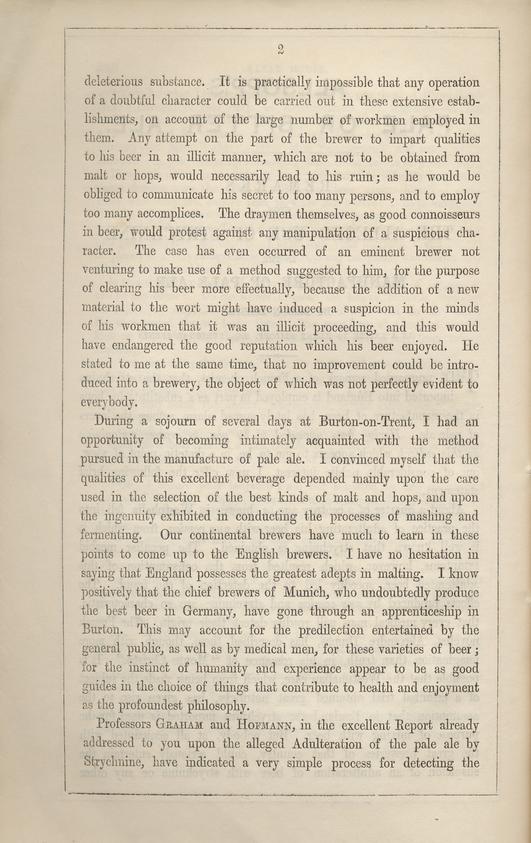 2
deleterious substance. It is practically impossible that any operation
of a doubtful character could be carried out in these extensive estab-
lishments, on account of the large number of workmen employed in
them. Any attempt on the part of the brewer to impart qualities
to his beer in an illicit manner, which are not to be obtained from
malt or hops, would necessarily lead to his ruin; as he would be
obliged to communicate his secret to too many persons, and to employ
too many accomplices. The draymen themselves, as good connoisseurs
in beer, would protest against any manipulation of a suspicious cha-
racter. The case has even occurred of an eminent brewer not
venturing to make use of a method suggested to him, for the purpose
of clearing his beer more effectually, because the addition of a new
material to the wort might have induced a suspicion in the minds
of his workmen that it was an illicit proceeding, and this would
have endangered the good reputation which his beer enjoyed. He
stated to me at the same time, that no improvement could be intro-
duced into a brewery, the object of which was not perfectly evident to
everybody.
During a sojourn of several days at Burton-on-Trent, I had an
opportunity of becoming intimately acquainted with the method
pursued in the manufacture of pale ale. I convinced myself that the
qualities of this excellent beverage depended mainly upon the care
used in the selection of the best kinds of malt and hops, and upon
the ingenuity exhibited in conducting the processes of mashing and
fermenting. Our continental brewers have much to learn in these
points to come up to the English brewers. I have no hesitation in
saying that England possesses the greatest adepts in malting. I know
positively that the chief brewers of Munich, who undoubtedly produce
the best beer in Germany, have gone through an apprenticeship in
Burton. This may account for the predilection entertained by the
general public, as well as by medical men, for these varieties of beer;
for the instinct of humanity and experience appear to be as good
guides in the choice of things that contribute to health and enjoyment
as the profoundest philosophy.
Professors GRAHAM and HOFMANN, in the excellent Report already
addressed to you upon the alleged Adulteration of the pale ale by
Strychnine, have indicated a very simple process for detecting the